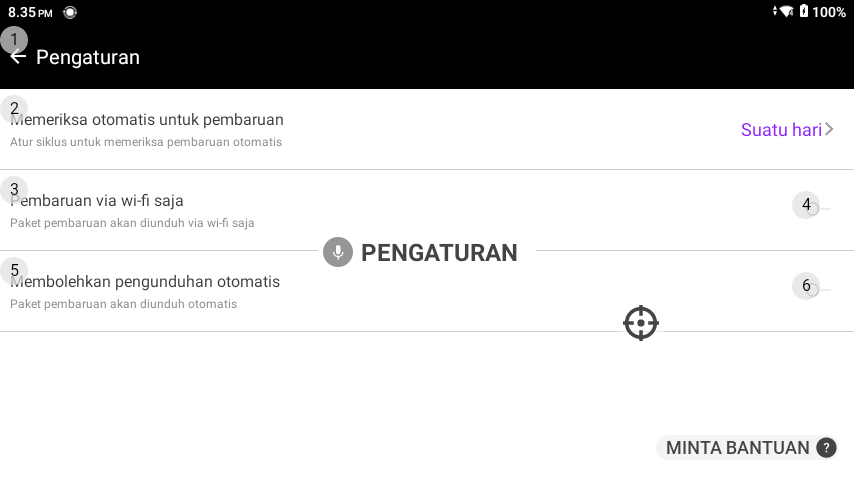 8.35 PM
100%
1
Pengaturan
2
Memeriksa otomatis untuk pembaruan
Atur siklus untuk memeriksa pembaruan otomatis
Suatu hari
3
Pembaruan via wi-fi saja
Paket pembaruan akan diunduh via wi-fi saja
4
PENGATURAN
5
Membolehkan pengunduhan otomatis
Paket pembaruan akan diunduh otomatis
6
MINTA BANTUAN ?